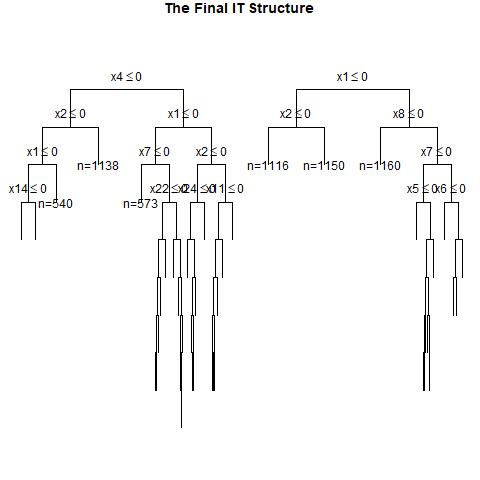 The Final IT Structure
x4 ≤ 0
x1 ≤ 0
x2 ≤ 0
x1 ≤ 0
x2 ≤ 0
x8 ≤ 0
x1 ≤ 0
n=1138
x7 ≤ 0
x2 ≤ 0
n=1116
n=1150
n=1160
x7 ≤ 0
x14 ≤ 0
n=540
n=573
x22 ≤ 0
x24 ≤ 0
x11 ≤ 0
x5 ≤ 0
x6 ≤ 0